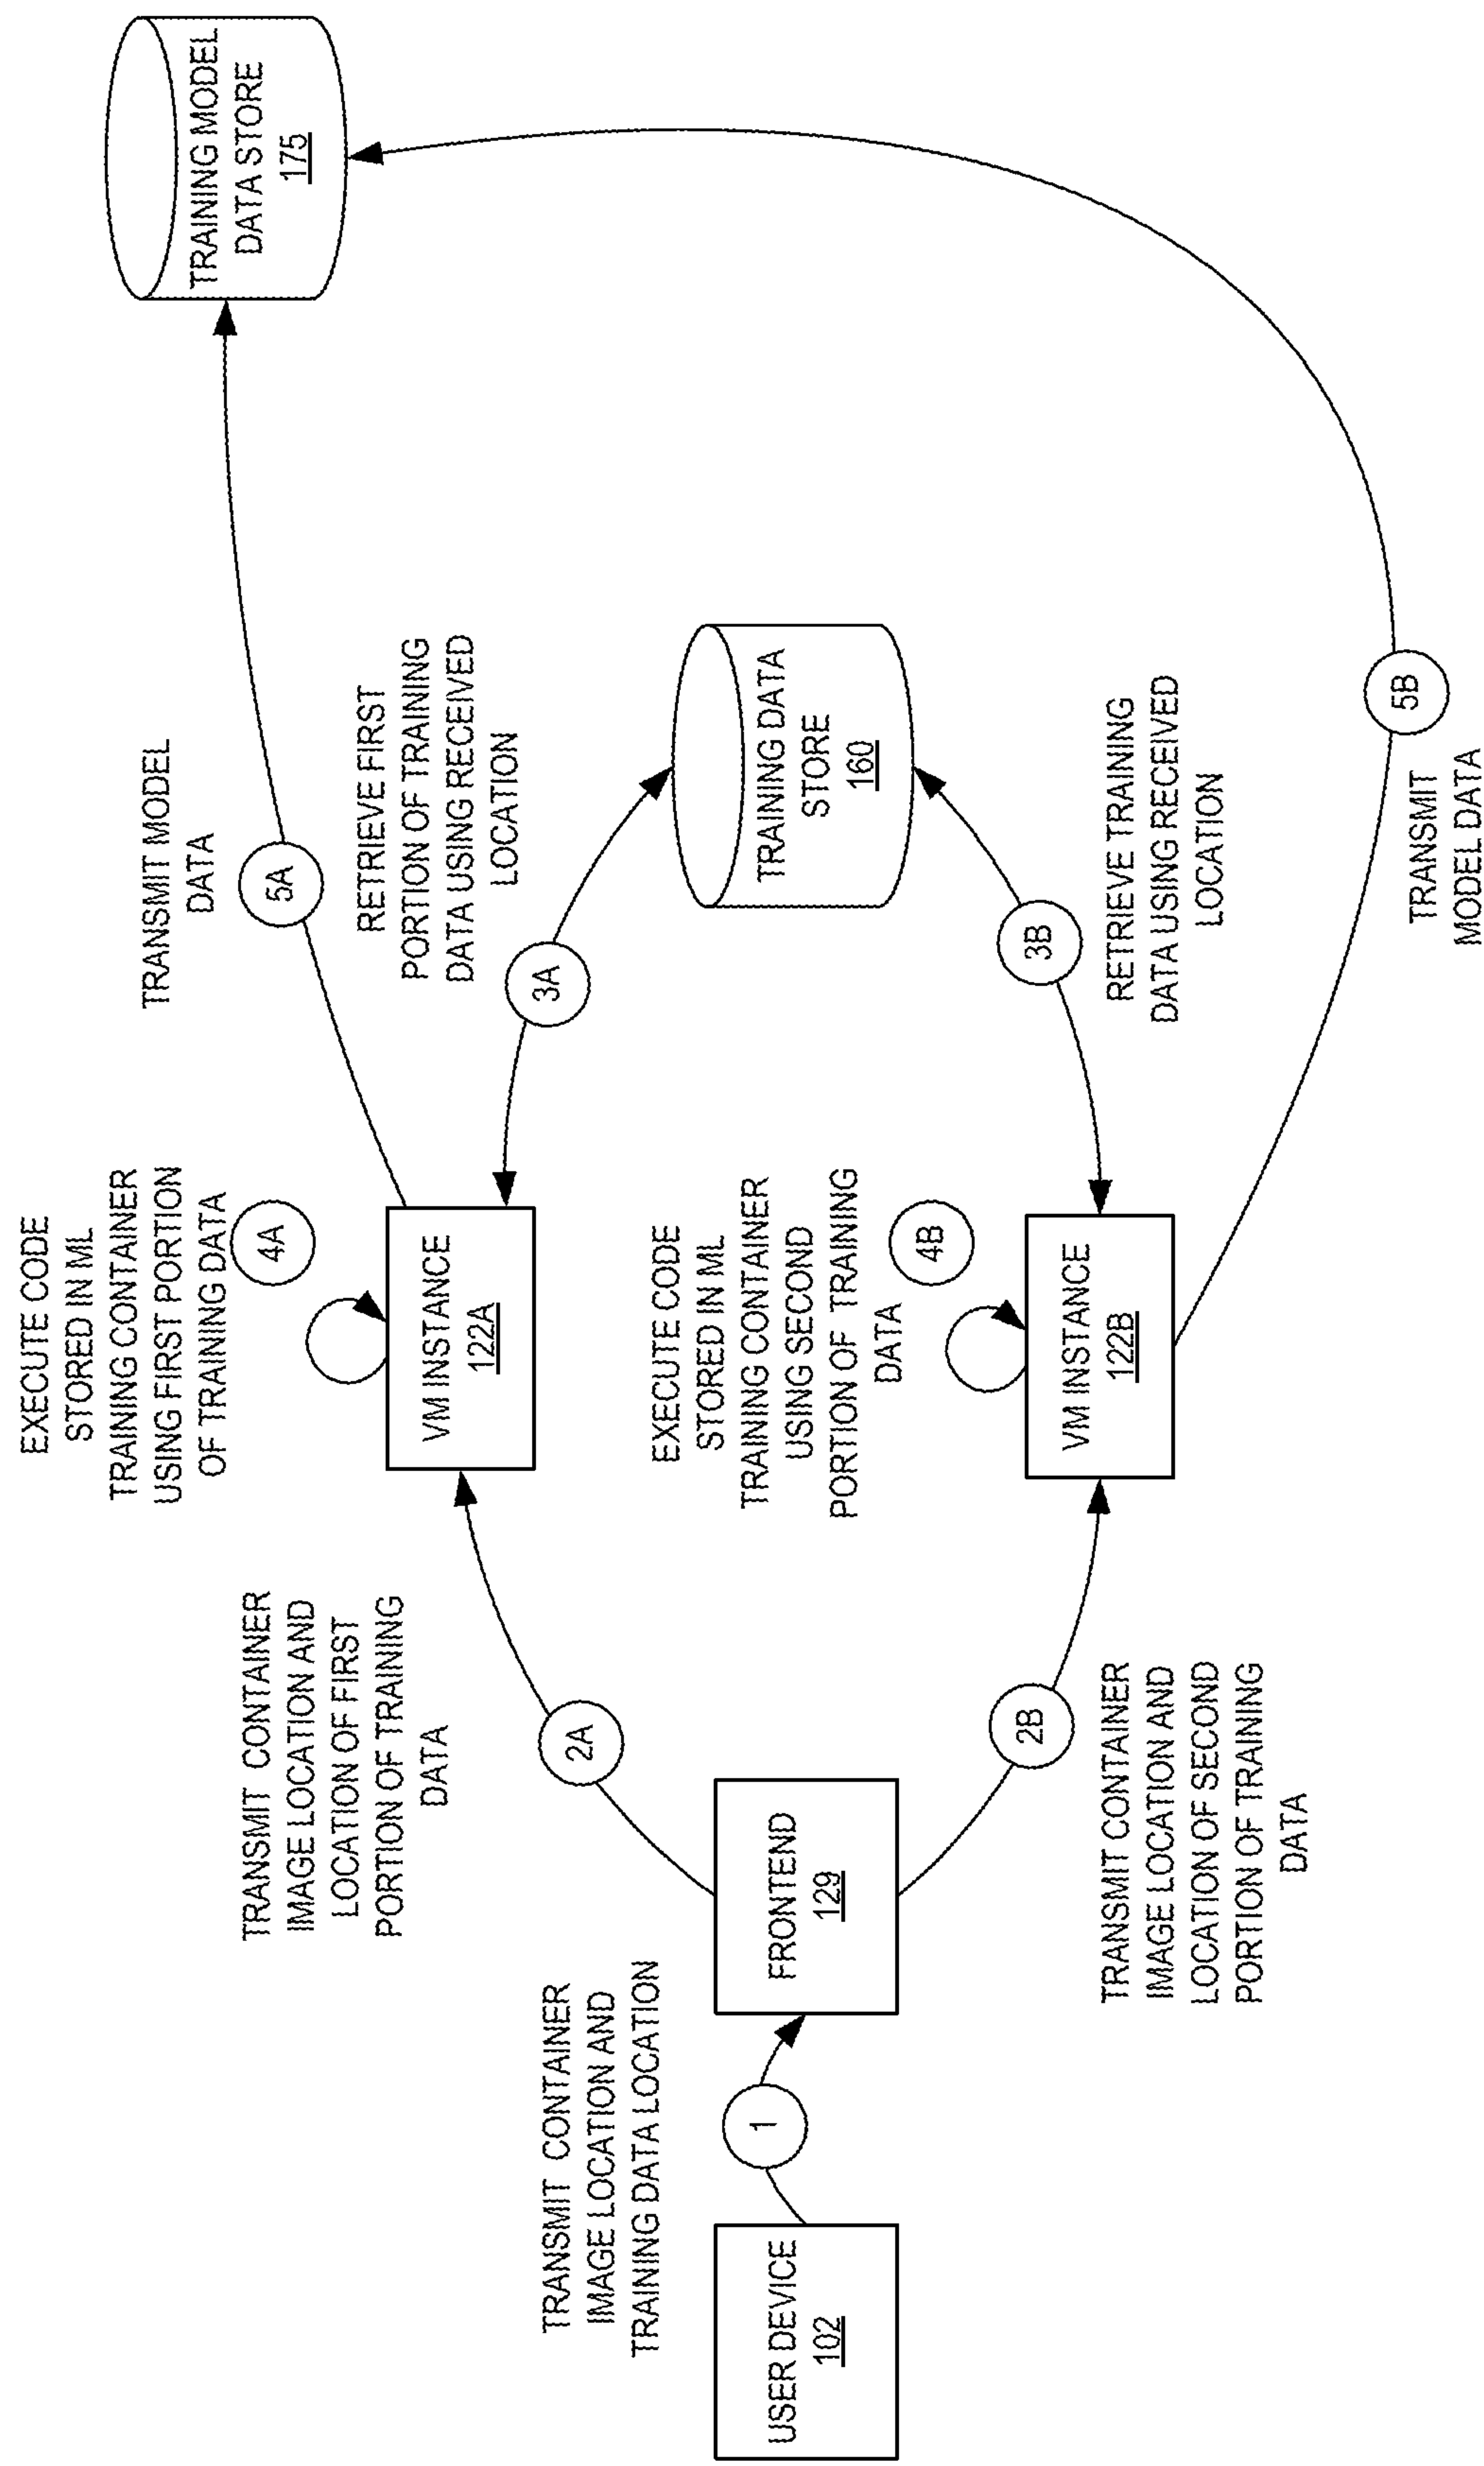 TRANSMIT CONTAINER
IMAGE LOCATION AND
TRAINING DATA LOCATION
USER DEVICE
102
1
FRONTEND
129
TRANSMIT CONTAINER
IMAGE LOCATION AND
LOCATION OF FIRST
PORTION OF TRAINING
DATA
2A
2B
TRANSMIT CONTAINER
IMAGE LOCATION AND
LOCATION OF SECOND
PORTION OF TRAINING
DATA
EXECUTE CODE
STORED IN ML
TRAINING CONTAINER
USING FIRST PORTION
OF TRAINING DATA
4A
VM INSTANCE
122A
EXECUTE CODE
STORED IN ML
TRAINING CONTAINER
USING SECOND
PORTION OF TRAINING
DATA
4B
VM INSTANCE
122B
TRANSMIT MODEL
DATA
5A
RETRIEVE FIRST
PORTION OF TRAINING
DATA USING RECEIVED
LOCATION
3A
TRAINING DATA
STORE
160
3B
RETRIEVE TRAINING
DATA USING RECEIVED
LOCATION
5B
TRANSMIT
MODEL DATA
TRAINING MODEL
DATA STORE
175